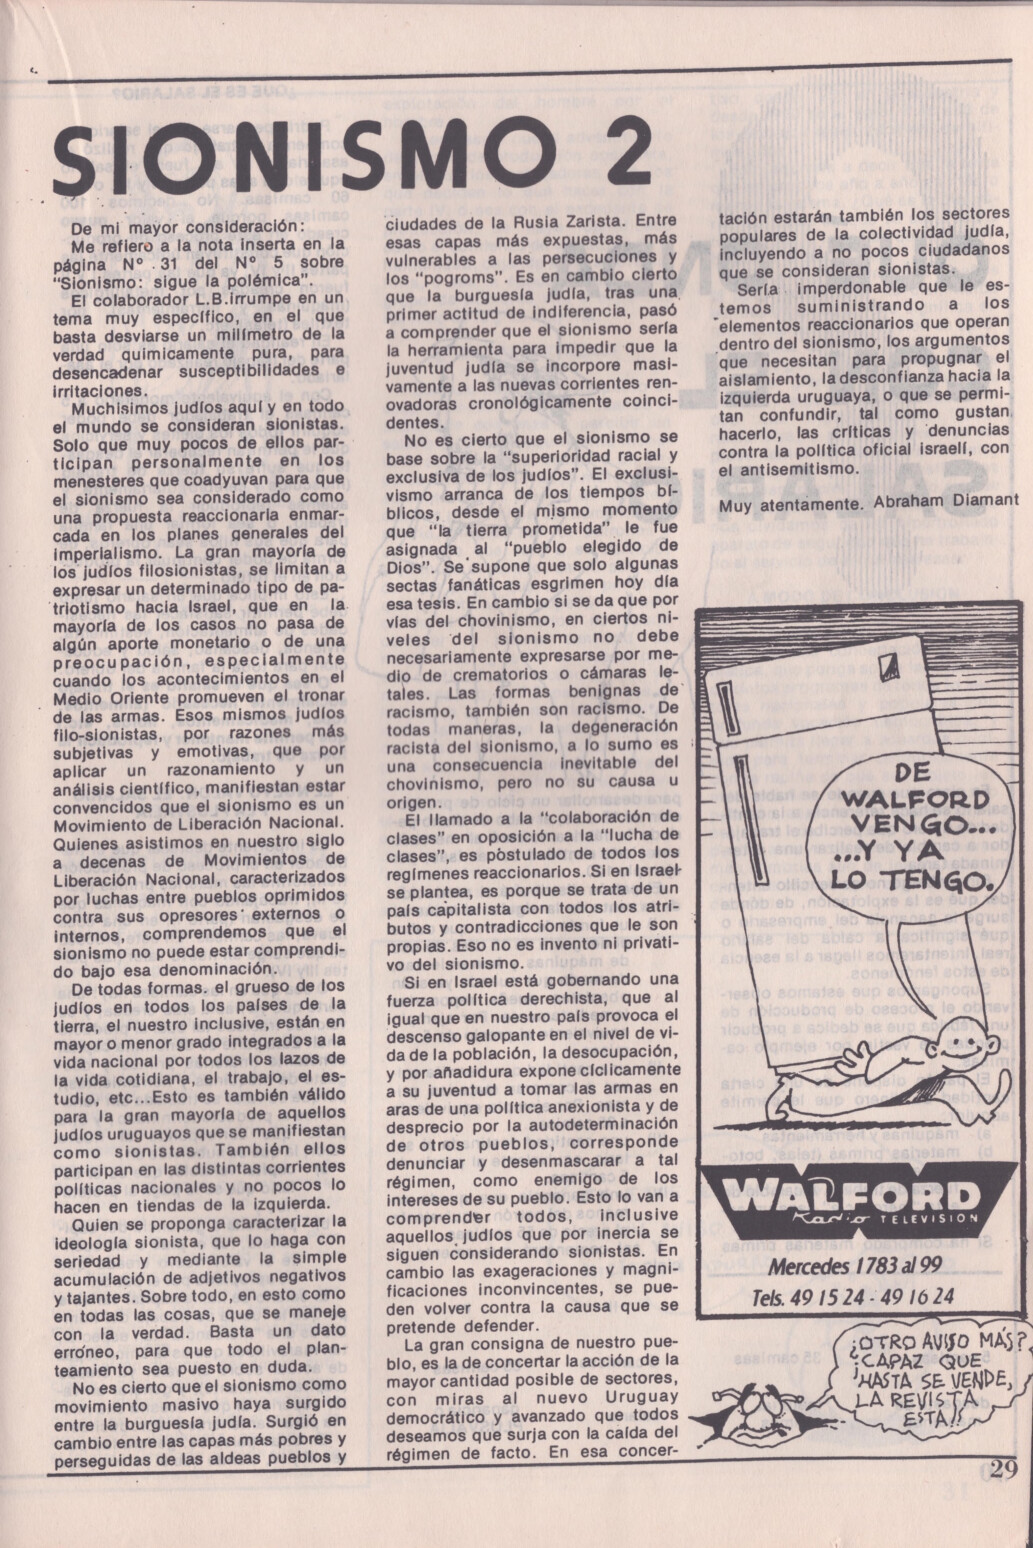 SIONISMO 2
De mi mayor consideración:
Me refiero a la nota inserta en la
página Nº 31 del Nº 5 sobre
"Sionismo: sigue la polémica".
El colaborador L.B.irrumpe en un
tema muy específico, en el que
basta desviarse un milímetro de la
verdad quimicamente pura, para
desencadenar susceptibilidades e
irritaciones.
Muchisimos judíos aquí y en todo
el mundo se consideran sionistas.
Solo que muy pocos de ellos par-
ticipan personalmente en los
menesteres que coadyuvan para que
el sionismo sea considerado como
una propuesta reaccionaria enmar-
cada en los planes generales del
imperialismo. La gran mayoría de
los judíos filosionistas, se limitan a
expresar un determinado tipo de pa-
triotismo hacia Israel, que en la
mayoría de los casos no pasa de
algún aporte monetario o de una
preocupación, especialmente
cuando los acontecimientos en el
Medio Oriente promueven el tronar
de las armas. Esos mismos judíos
filo-sionistas, por razones más
subjetivas y emotivas, que por
aplicar un razonamiento y un
análisis científico, manifiestan estar
convencidos que el sionismo es un
Movimiento de Liberación Nacional.
Quienes asistimos en nuestro siglo
a decenas de Movimientos de
Liberación Nacional, caracterizados
por luchas entre pueblos oprimidos
contra sus opresores externos o
internos, comprendemos que el
sionismo no puede estar comprendi-
do bajo esa denominación.
De todas formas. el grueso de los
judíos en todos los países de la
tierra, el nuestro inclusive, están en
mayor o menor grado integrados a la
vida nacional por todos los lazos de
la vida cotidiana, el trabajo, el es-
tudio, etc...Esto es también válido
para la gran mayoría de aquellos
judíos uruguayos que se manifiestan
como sionistas. También ellos
participan en las distintas corrientes
políticas nacionales y no pocos lo
hacen en tiendas de la izquierda.
Quien se proponga caracterizar la
ideología sionista, que lo haga con
seriedad y mediante la simple
acumulación de adjetivos negativos
y tajantes. Sobre todo, en esto como
en todas las cosas, que se maneje
con la verdad. Basta un dato
erróneo, para que todo el plan-
teamiento sea puesto en duda.
No es cierto que el sionismo como
movimiento masivo haya surgido
entre la burguesía judía. Surgió en
cambio entre las capas más pobres y
perseguidas de las aldeas pueblos y
ciudades de la Rusia Zarista. Entre
esas capas más expuestas, más
vulnerables a las persecuciones y
los "pogroms". Es en cambio cierto
que la burguesía judía, tras una
primer actitud de indiferencia, pasó
a comprender que el sionismo sería
la herramienta para impedir que la
juventud judía se incorpore masi-
vamente a las nuevas corrientes ren-
ovadoras cronológicamente coinci-
dentes.
No es cierto que el sionismo se
base sobre la "superioridad racial y
exclusiva de los judíos". El exclusi-
vismo arranca de los tiempos bí-
blicos, desde el mismo momento
que "la tierra prometida" le fue
asignada al "pueblo elegido de
Dios". Se supone que solo algunas
sectas fanáticas esgrimen hoy día
esa tesis. En cambio si se da que por
vías del chovinismo, en ciertos ni-
veles del sionismo no debe
necesariamente expresarse por me-
dio de crematorios o cámaras le-
tales. Las formas benignas de
racismo, también son racismo. De
todas maneras, la degeneración
racista del sionismo, a lo sumo es
una consecuencia inevitable del
chovinismo, pero no su causa u
origen.
El llamado a la "colaboración de
clases" en oposición a la "lucha de
clases", es postulado de todos los
regímenes reaccionarios. Si en Israel
se plantea, es porque se trata de un
país capitalista con todos los atri-
butos y contradicciones que le son
propias. Eso no es invento ni privati-
vo del sionismo.
Si en Israel está gobernando una
fuerza política derechista, que al
igual que en nuestro país provoca el
descenso galopante en el nivel de vi-
da de la población, la desocupación,
y por añadidura expone cíclicamente
a su juventud a tomar las armas en
aras de una política anexionista y de
desprecio por la autodeterminación
de otros pueblos, corresponde
denunciar y desenmascarar a tal
régimen, como enemigo de los
intereses de su pueblo. Esto lo van a
comprender todos, inclusive
aquellos judíos que por inercia se
siguen considerando sionistas. En
cambio las exageraciones y magni-
ficaciones inconvincentes, se pue-
den volver contra la causa que se
pretende defender.
La gran consigna de nuestro pue-
blo, es la de concertar la acción de la
mayor cantidad posible de sectores,
con miras al nuevo Uruguay
democrático y avanzado que todos
deseamos que surja con la caída del
régimen de facto. En esa concer-
tación estarán también los sectores
populares de la colectividad judía,
incluyendo a no pocos ciudadanos
que se consideran sionistas.
Sería imperdonable que le es-
temos suministrando a los
elementos reaccionarios que operan
dentro del sionismo, los argumentos
que necesitan para propugnar el
aislamiento, la desconfianza hacia la
izquierda uruguaya, o que se permi-
tan confundir, tal como gustan
hacerlo, las críticas y denuncias
contra la política oficial israelí, con
el antisemitismo.
Muy atentamente. Abraham Diamant
DE
WALFORD
VENGO...
...Y YA
LO TENGO.
WALFORD
Radio TELEVISION
Mercedes 1783 al 99
Tels. 49 15 24 - 49 16 24
¿OTRO AVISO MÁS?
¿CAPAZ QUE
HASTA SE VENDE,
LA REVISTA
ESTA!!
29